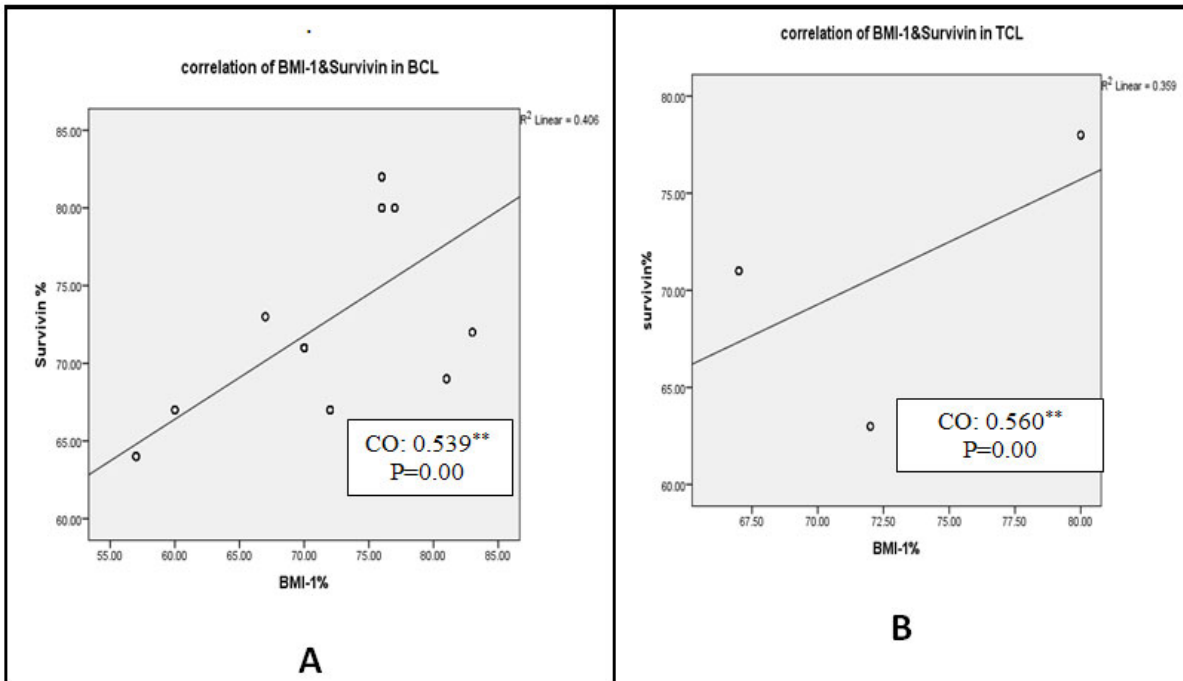 correlation of BMI-1&Survivin in BCL
R² Linear = 0.406
85.00
80.00
75.00
70.00
65.00
60.00
Survivin %
CO: 0.539**
P=0.00
55.00 60.00 65.00 70.00 75.00 80.00 85.00
BMI-1%
A
correlation of BMI-1&Survivin in TCL
R² Linear = 0.359
80.00
75.00
70.00
65.00
60.00
survivin%
CO: 0.560**
P=0.00
67.50 70.00 72.50 75.00 77.50 80.00
BMI-1%
B